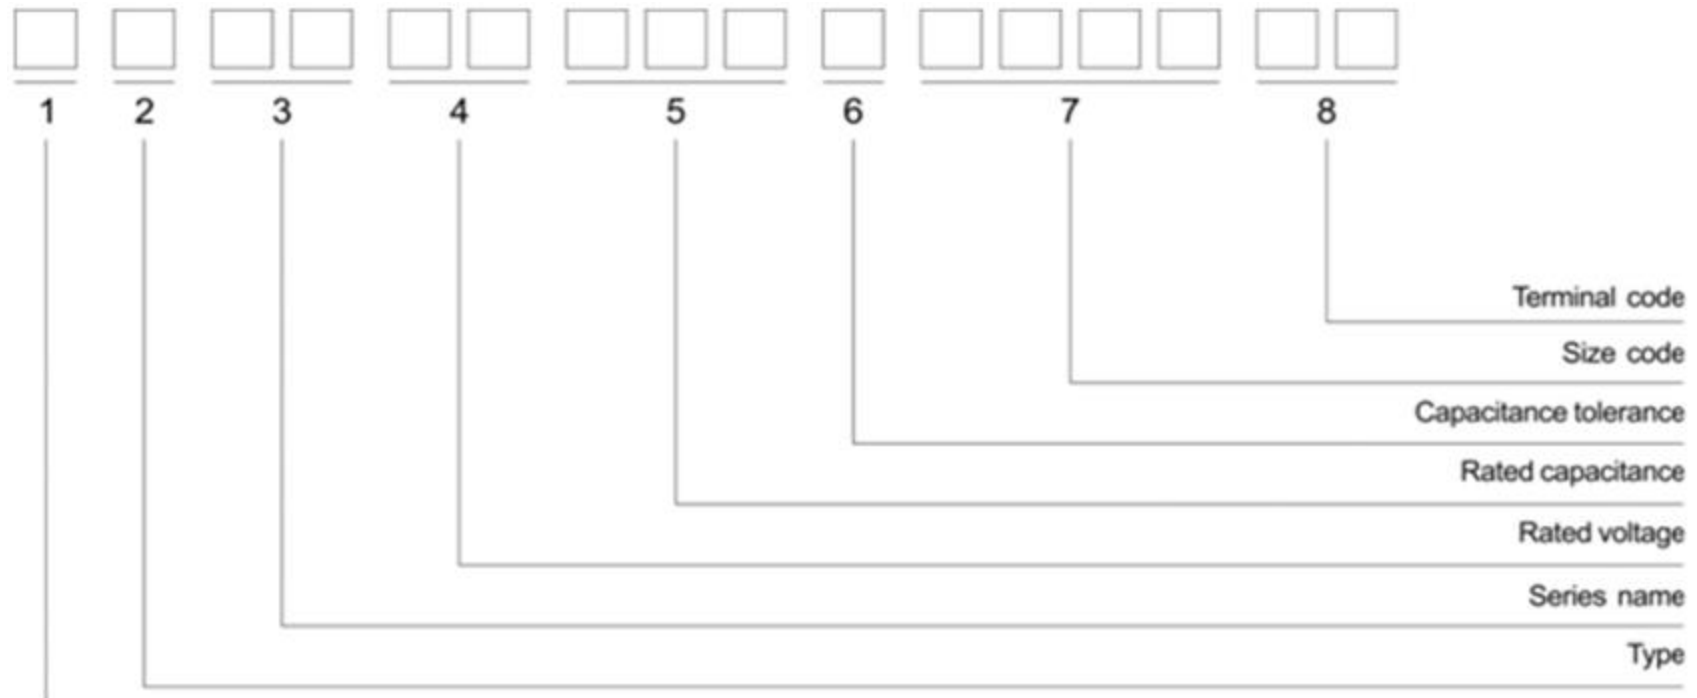 1 2 3 4 5 6 7 8
Terminal code
Size code
Capacitance tolerance
Rated capacitance
Rated voltage
Series name
Type